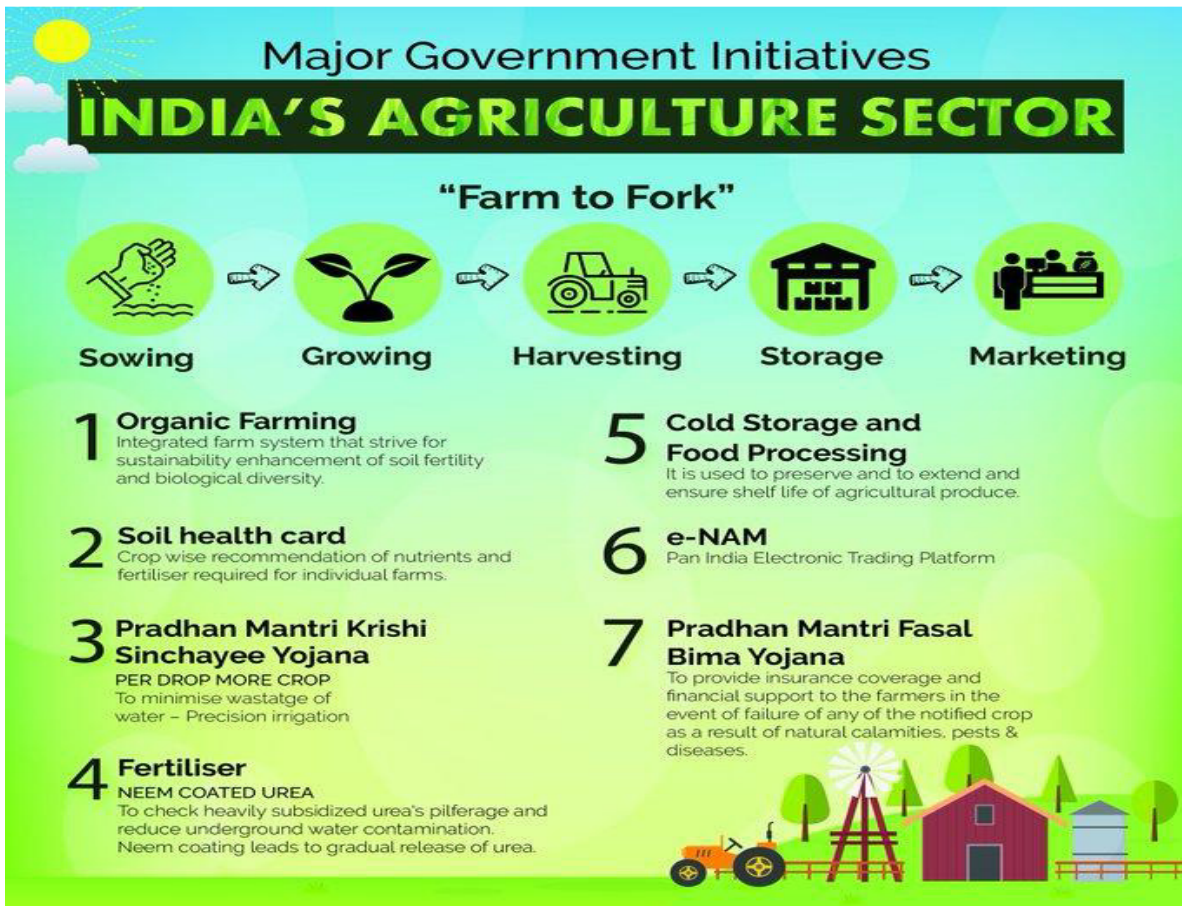 Major Government Initiatives
INDIA'S AGRICULTURE SECTOR
“Farm to Fork”
Sowing
Growing
Harvesting
Storage
Marketing
1
Organic Farming
Integrated farm system that strive for
sustainability enhancement of soil fertility
and biological diversity.
2
Soil health card
Crop wise recommendation of nutrients and
fertiliser required for individual farms.
3
Pradhan Mantri Krishi
Sinchayee Yojana
PER DROP MORE CROP
To minimise wastatge of
water – Precision irrigation
4
Fertiliser
NEEM COATED UREA
To check heavily subsidized urea's pilferage and
reduce underground water contamination.
Neem coating leads to gradual release of urea.
5
Cold Storage and
Food Processing
It is used to preserve and to extend and
ensure shelf life of agricultural produce.
6
e-NAM
Pan India Electronic Trading Platform
7
Pradhan Mantri Fasal
Bima Yojana
To provide insurance coverage and
financial support to the farmers in the
event of failure of any of the notified crop
as a result of natural calamities, pests &
diseases.